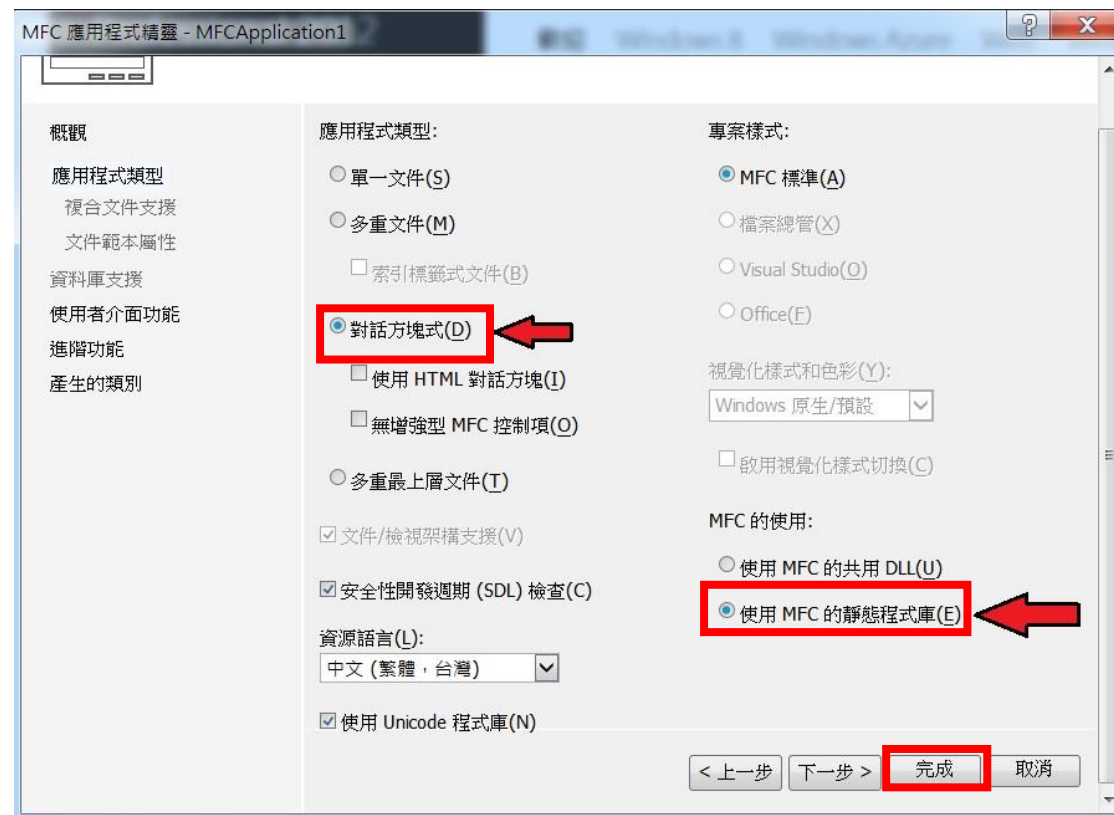 MFC 應用程式精靈 - MFCApplication1
概觀
應用程式類型
複合文件支援
文件範本屬性
資料庫支援
使用者介面功能
進階功能
產生的類別
應用程式類型:
單一文件(S)
多重文件(M)
索引標籤式文件(B)
對話方塊式(D)
使用 HTML 對話方塊(I)
無增強型 MFC 控制項(O)
多重最上層文件(T)
文件/檢視架構支援(V)
安全性開發週期 (SDL) 檢查(C)
資源語言(L):
中文 (繁體，台灣)
使用 Unicode 程式庫(N)
專案樣式:
MFC 標準(A)
檔案總管(X)
Visual Studio(O)
Office(F)
視覺化樣式和色彩(Y):
Windows 原生/預設
啟用視覺化樣式切換(C)
MFC 的使用:
使用 MFC 的共用 DLL(U)
使用 MFC 的靜態程式庫(E)
< 上一步 下一步 > 完成 取消